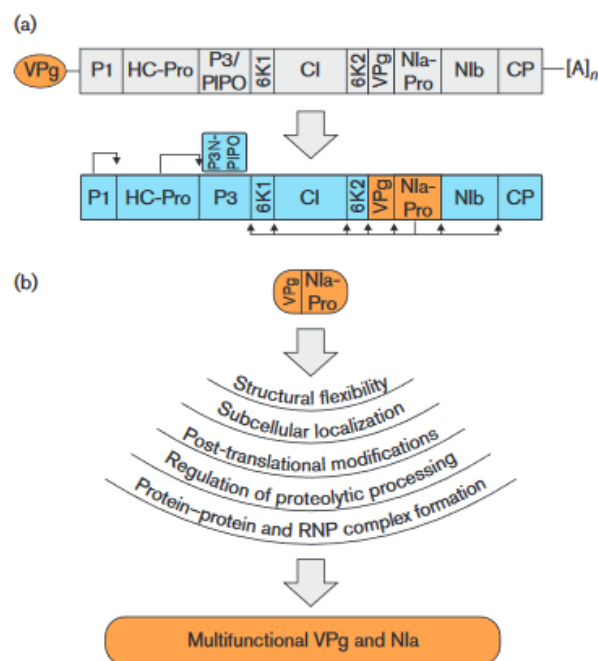 (a)
VPg P1 HC-Pro P3/PIPO 6K1 CI 6K2 VPg NIa-Pro NIb CP [A]n
P3N-PIPO
P1 HC-Pro P3 6K1 CI 6K2 VPg NIa-Pro NIb CP
(b)
VPg NIa-Pro
Structural flexibility
Subcellular localization
Post-translational modifications
Regulation of proteolytic processing
Protein–protein and RNP complex formation
Multifunctional VPg and NIa